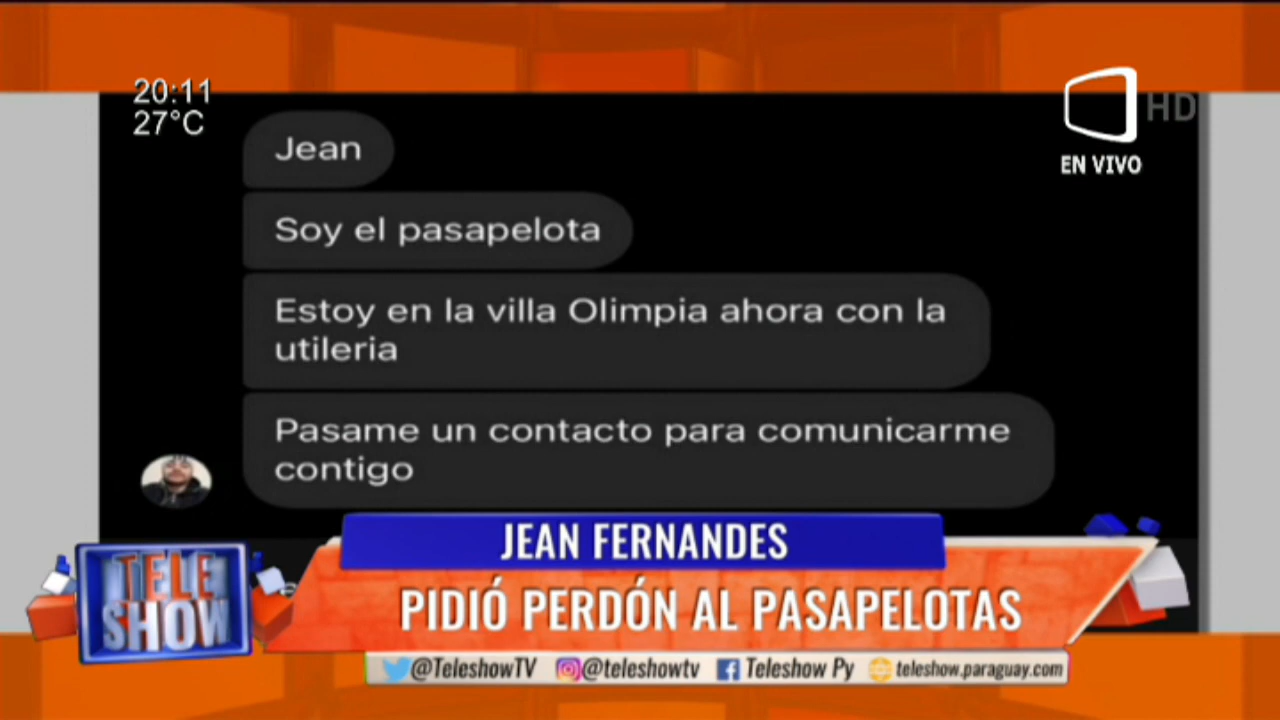 20:11
27°C
HD
EN VIVO
Jean
Soy el pasapelota
Estoy en la villa Olimpia ahora con la
utileria
Pasame un contacto para comunicarme
contigo
JEAN FERNANDES
TELE
SHOW
PIDIÓ PERDÓN AL PASAPELOTAS
@TeleshowTV @teleshowtv Teleshow Py teleshow.paraguay.com